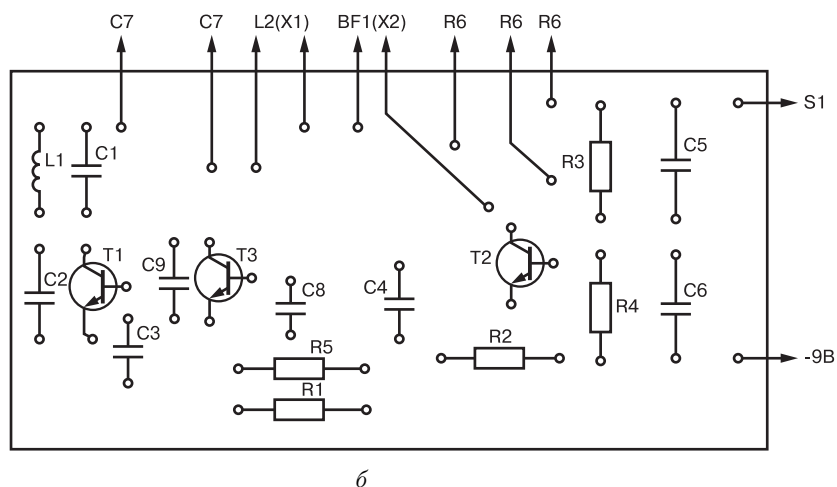 C7 C7 L2(X1) BF1(X2) R6 R6 R6
S1
L1 C1 R3 C5
T1 T3 T2
C2 C9 C8 C4 R4 C6
C3 R2
R5
-9В
R1
б